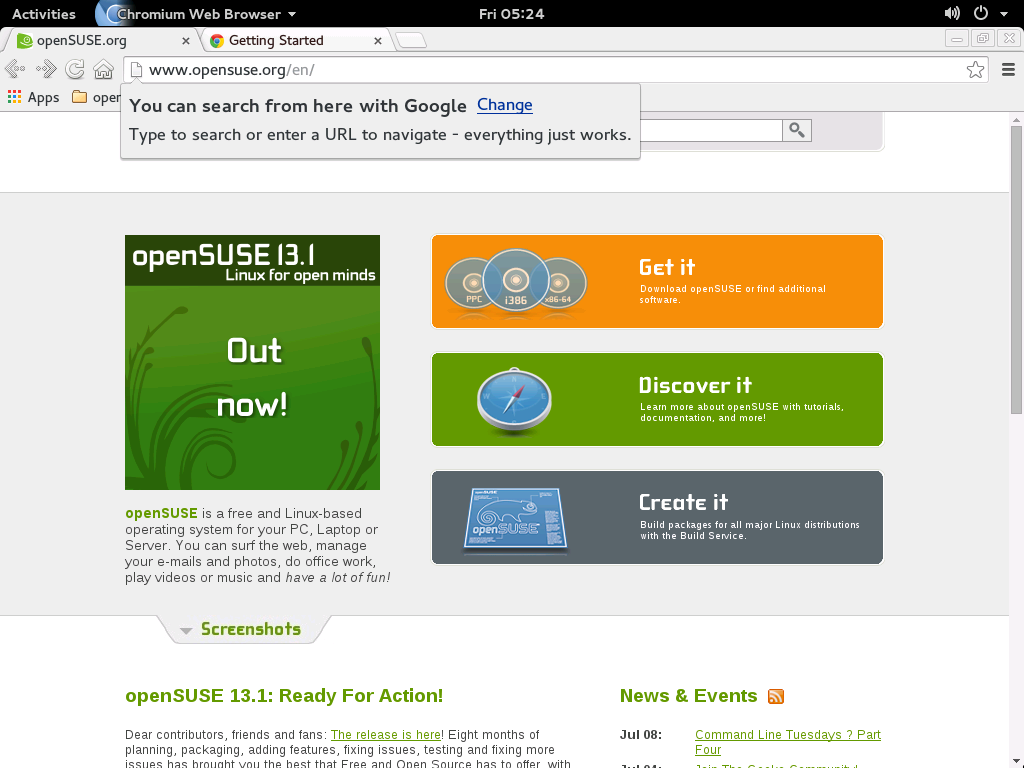 Activities
Chromium Web Browser
Fri 05:24
openSUSE.org
Getting Started
www.opensuse.org/en/
Apps
oper
You can search from here with Google Change
Type to search or enter a URL to navigate - everything just works.
openSUSE 13.1
Linux for open minds
Out
now!
openSUSE is a free and Linux-based
operating system for your PC, Laptop or
Server. You can surf the web, manage
your e-mails and photos, do office work,
play videos or music and have a lot of fun!
PPC
i386
x86-64
Get it
Download openSUSE or find additional
software.
Discover it
Learn more about openSUSE with tutorials,
documentation, and more!
openSUSE
Create it
Build packages for all major Linux distributions
with the Build Service.
Screenshots
openSUSE 13.1: Ready For Action!
Dear contributors, friends and fans: The release is here! Eight months of
planning, packaging, adding features, fixing issues, testing and fixing more
issues has brought you the best that Free and Open Source has to offer, with
News & Events
Jul 08:
Command Line Tuesdays ? Part
Four
Jul 04:
Join The Geeko Community!